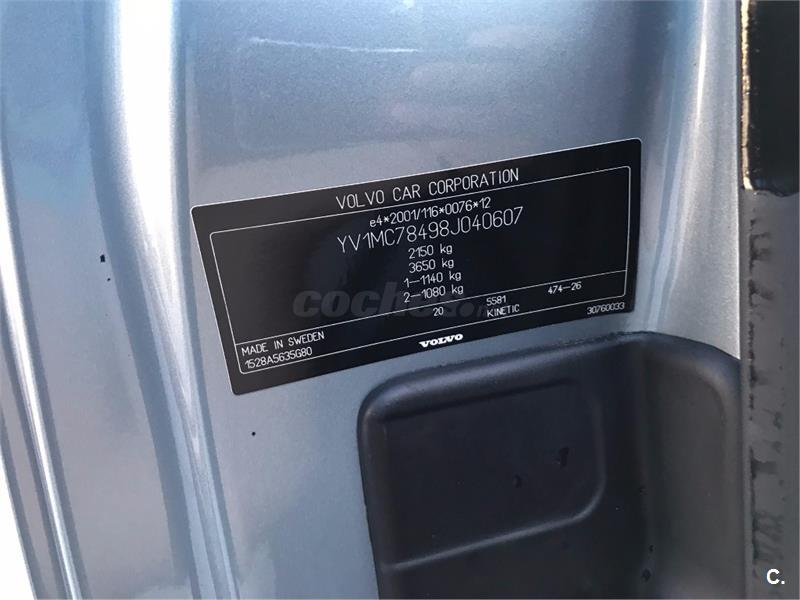 VOLVO CAR CORPORATION
e4*2001/116*0076*12
YV1MC78498J040607
2150 kg
3650 kg
1-1140 kg
2-1080 kg
20 5581 474-26
KINETIC 30760033
MADE IN SWEDEN
1528A5635G80
VOLVO
C.